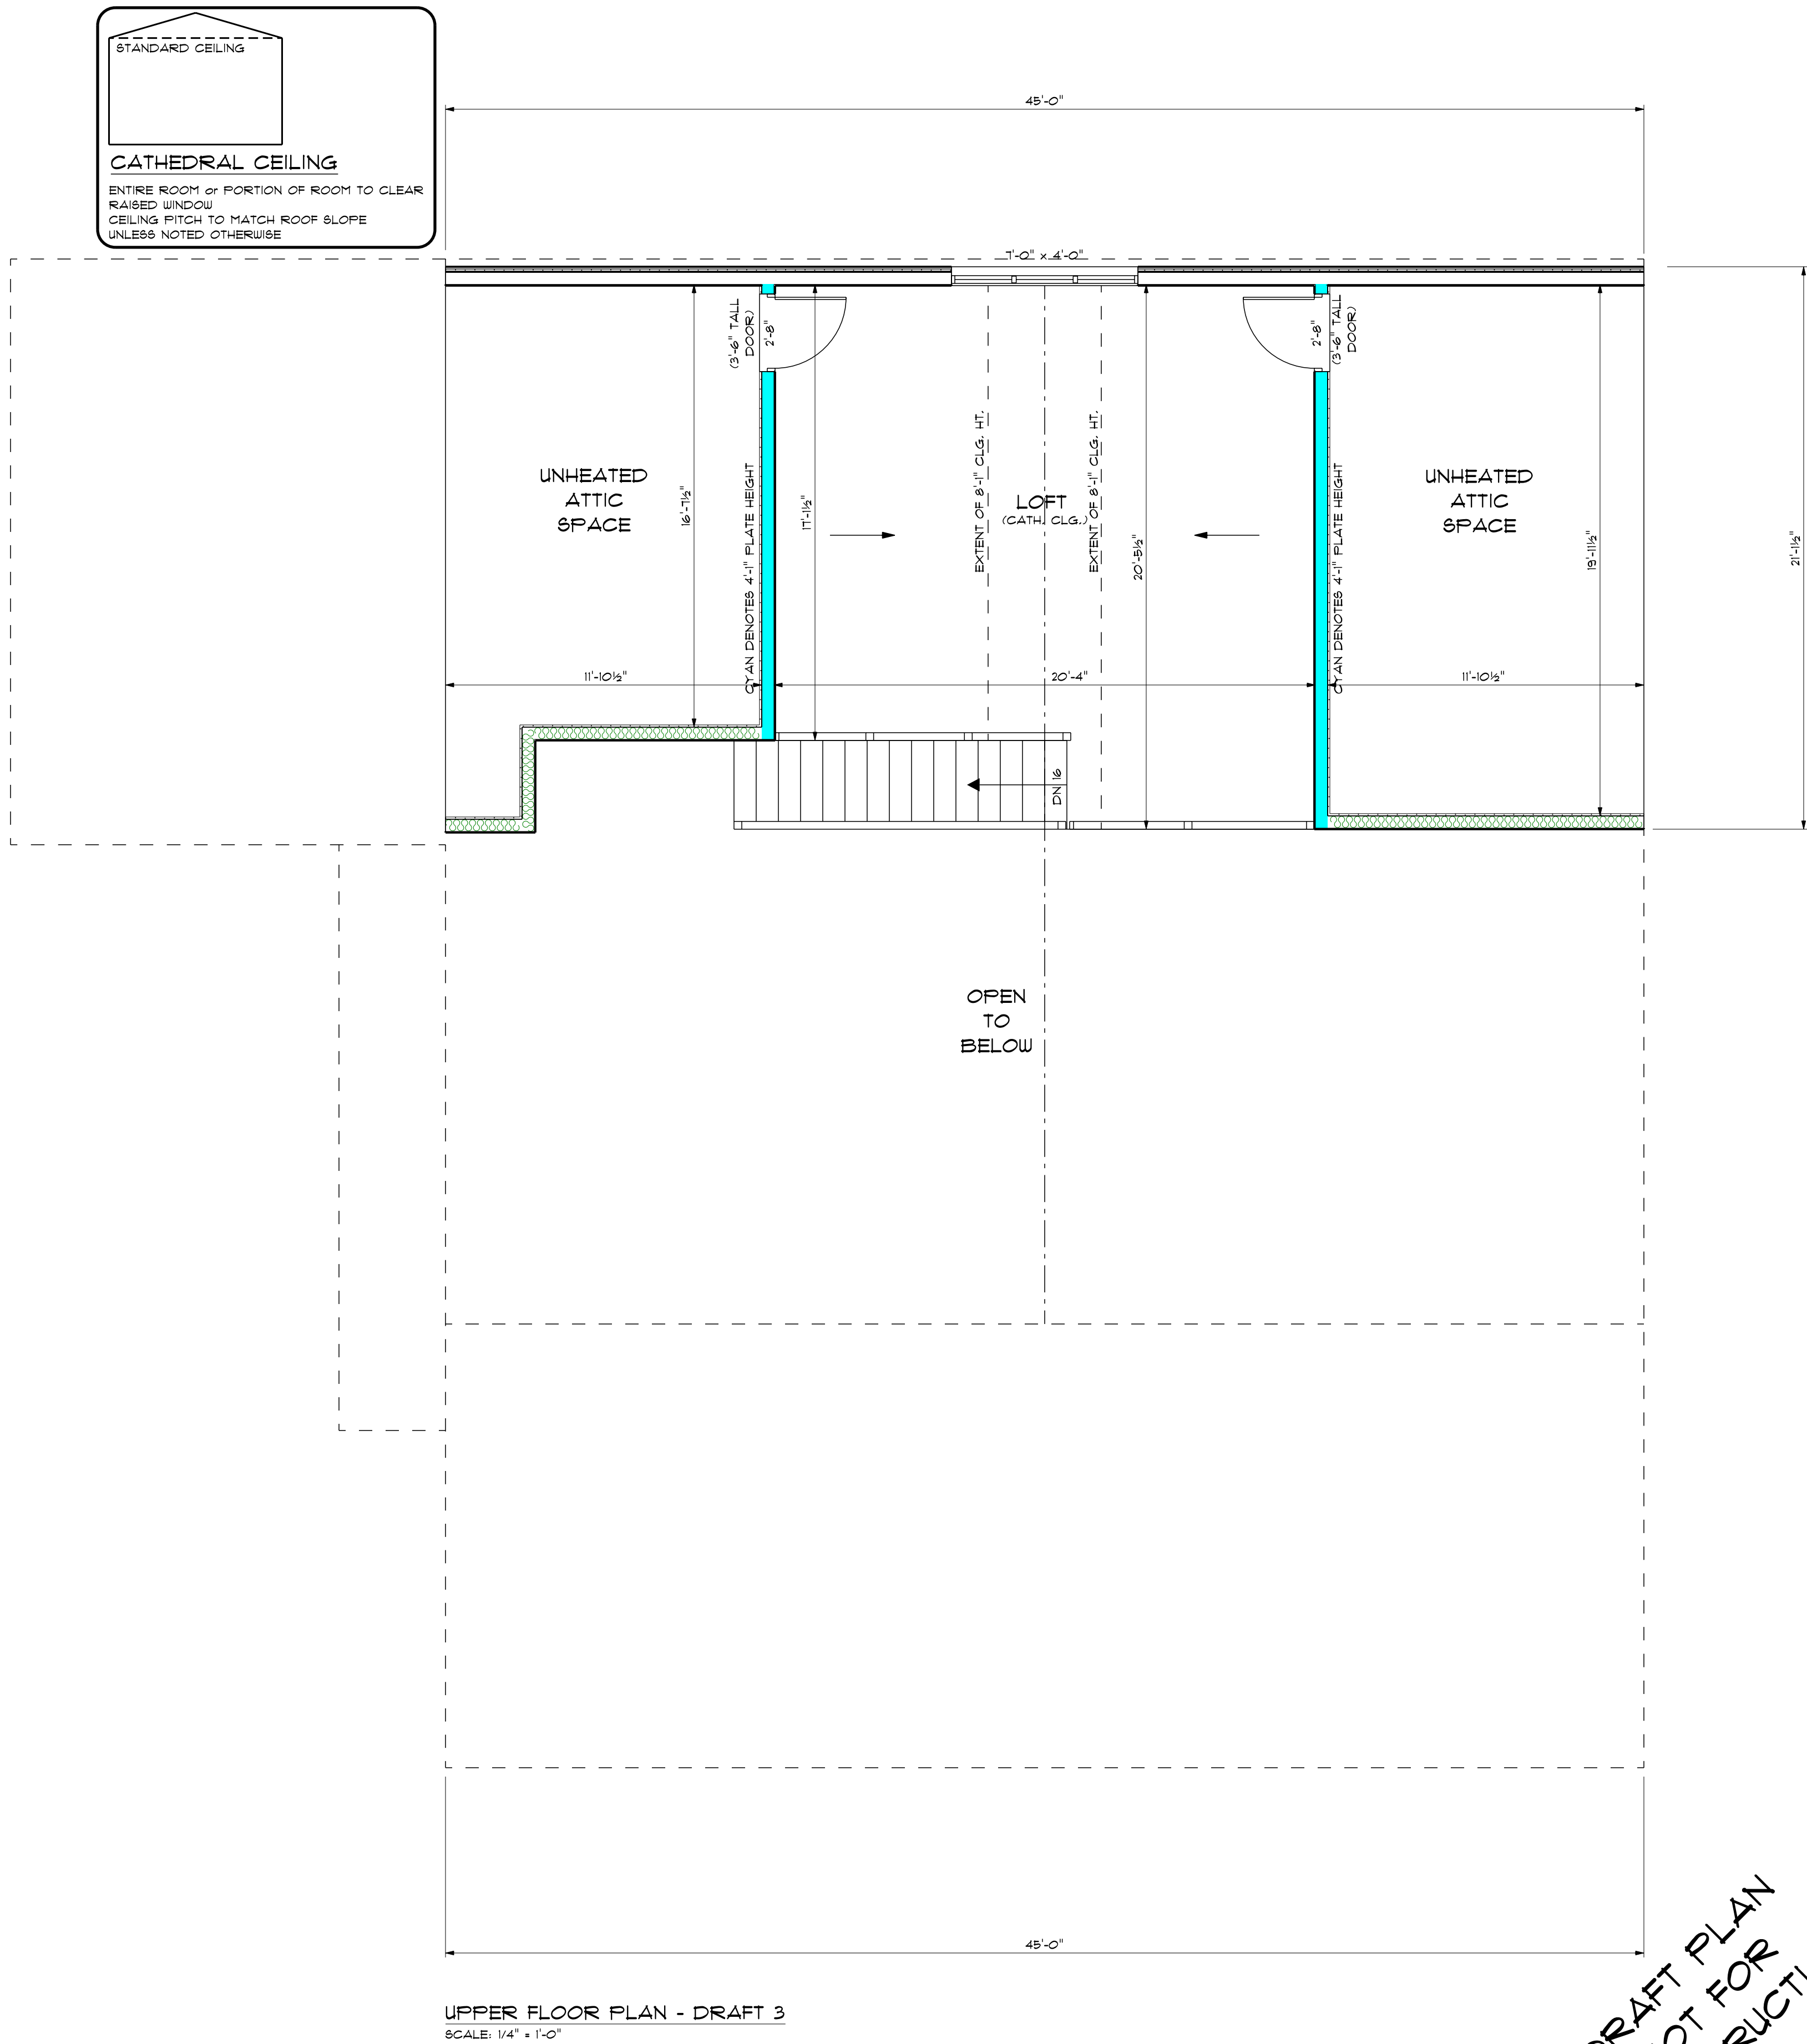 STANDARD CEILING
CATHEDRAL CEILING
ENTIRE ROOM or PORTION OF ROOM TO CLEAR
RAISED WINDOW
CEILING PITCH TO MATCH ROOF SLOPE
UNLESS NOTED OTHERWISE
45'-0"
7'-0" x 4'-0"
(3'-6" TALL
DOOR)
2'-8"
2'-8"
(3'-6" TALL
DOOR)
UNHEATED
ATTIC
SPACE
16'-7½"
CYAN DENOTES 4'-1" PLATE HEIGHT
17'-1½"
EXTENT OF 8'-1" CLG. HT.
LOFT
(CATH. CLG.)
EXTENT OF 8'-1" CLG. HT.
20'-5½"
CYAN DENOTES 4'-1" PLATE HEIGHT
UNHEATED
ATTIC
SPACE
19'-11½"
21'-1½"
11'-10½"
20'-4"
11'-10½"
DN 16
OPEN
TO
BELOW
45'-0"
UPPER FLOOR PLAN - DRAFT 3
SCALE: 1/4" = 1'-0"
PLAN
FOR